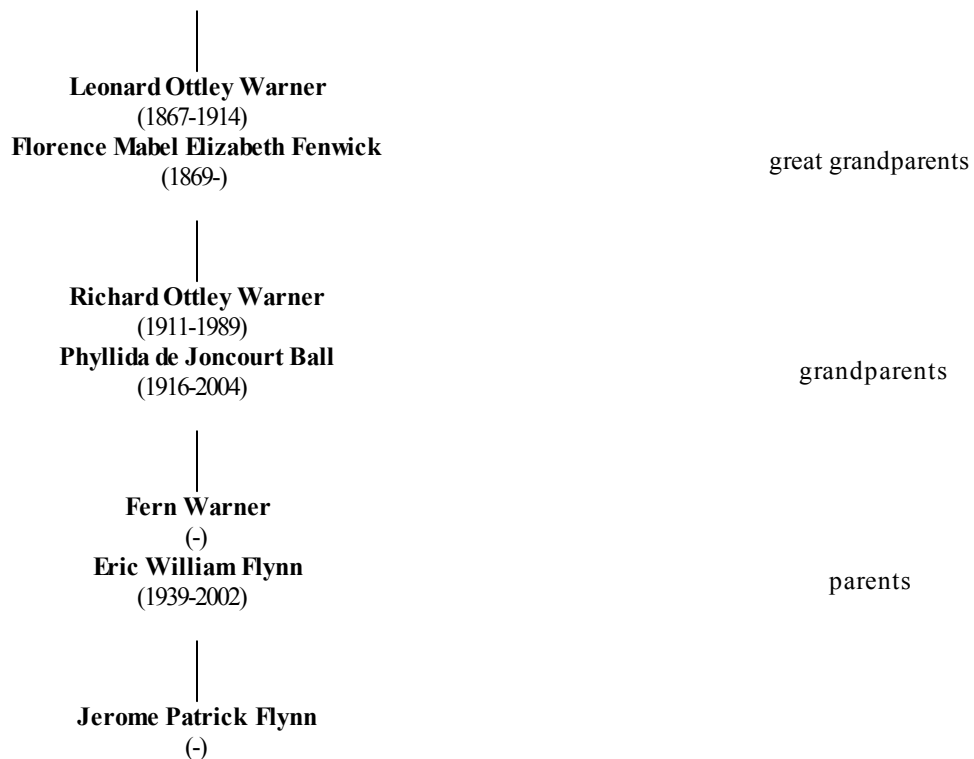 Leonard Ottley Warner
(1867-1914)
Florence Mabel Elizabeth Fenwick
(1869-)
great grandparents
Richard Ottley Warner
(1911-1989)
Phyllida de Joncourt Ball
(1916-2004)
grandparents
Fern Warner
(-)
Eric William Flynn
(1939-2002)
parents
Jerome Patrick Flynn
(-)